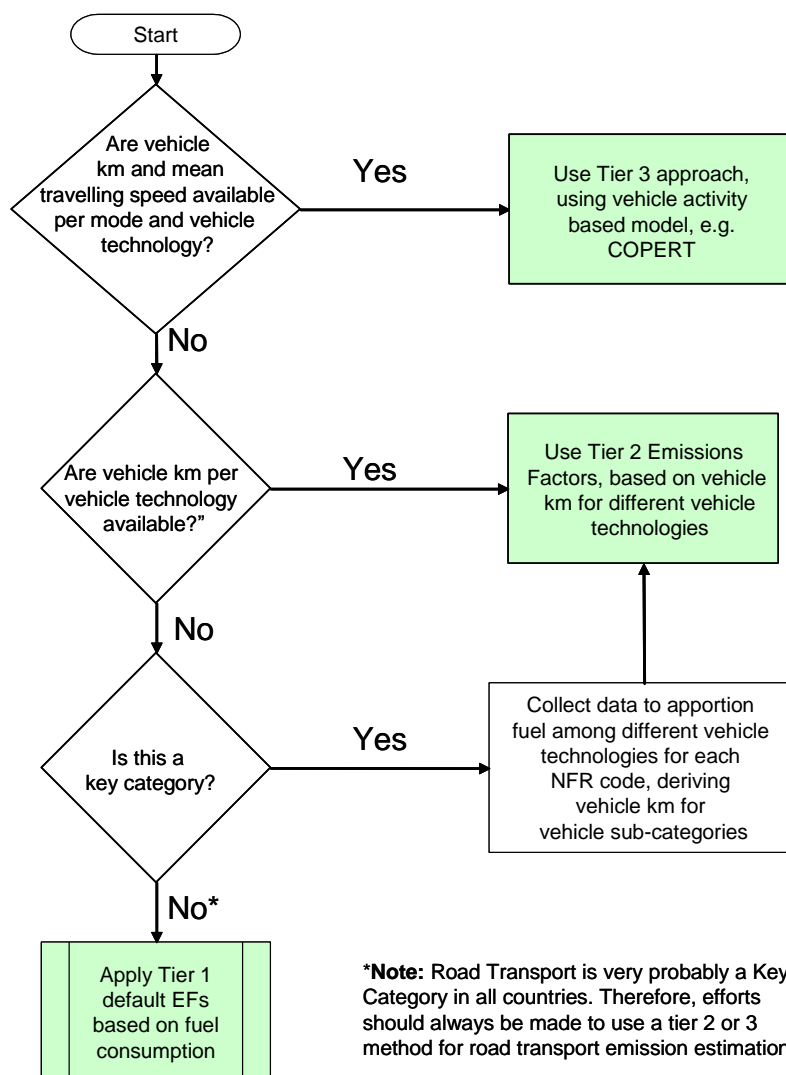 Start
Are vehicle
km and mean
travelling speed available
per mode and vehicle
technology?
Yes
Use Tier 3 approach,
using vehicle activity
based model, e.g.
COPERT
No
Are vehicle km per
vehicle technology
available?”
Yes
Use Tier 2 Emissions
Factors, based on vehicle
km for different vehicle
technologies
No
Is this a
key category?
Yes
Collect data to apportion
fuel among different vehicle
technologies for each
NFR code, deriving
vehicle km for
vehicle sub-categories
No*
Apply Tier 1
default EFs
based on fuel
consumption
*Note: Road Transport is very probably a Key
Category in all countries. Therefore, efforts
should always be made to use a tier 2 or 3
method for road transport emission estimation